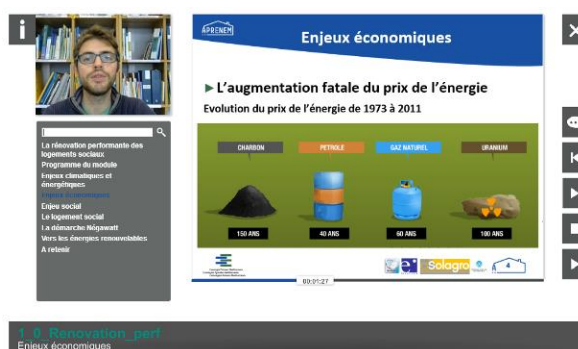 i
APRENEM
Enjeux économiques
►L'augmentation fatale du prix de l'énergie
Evolution du prix de l'énergie de 1973 à 2011
CHARBON
PETROLE
GAZ NATUREL
URANIUM
150 ANS
40 ANS
60 ANS
100 ANS
Solagro
4
00:01:27
La rénovation performante des
logements sociaux
Programme du module
Enjeux climatiques et
énergétiques
Enjeux économiques
Enjeu social
Le logement social
La démarche Négawatt
Vers les énergies renouvelables
A retenir
1_0_Renovation_perf
Enjeux économiques